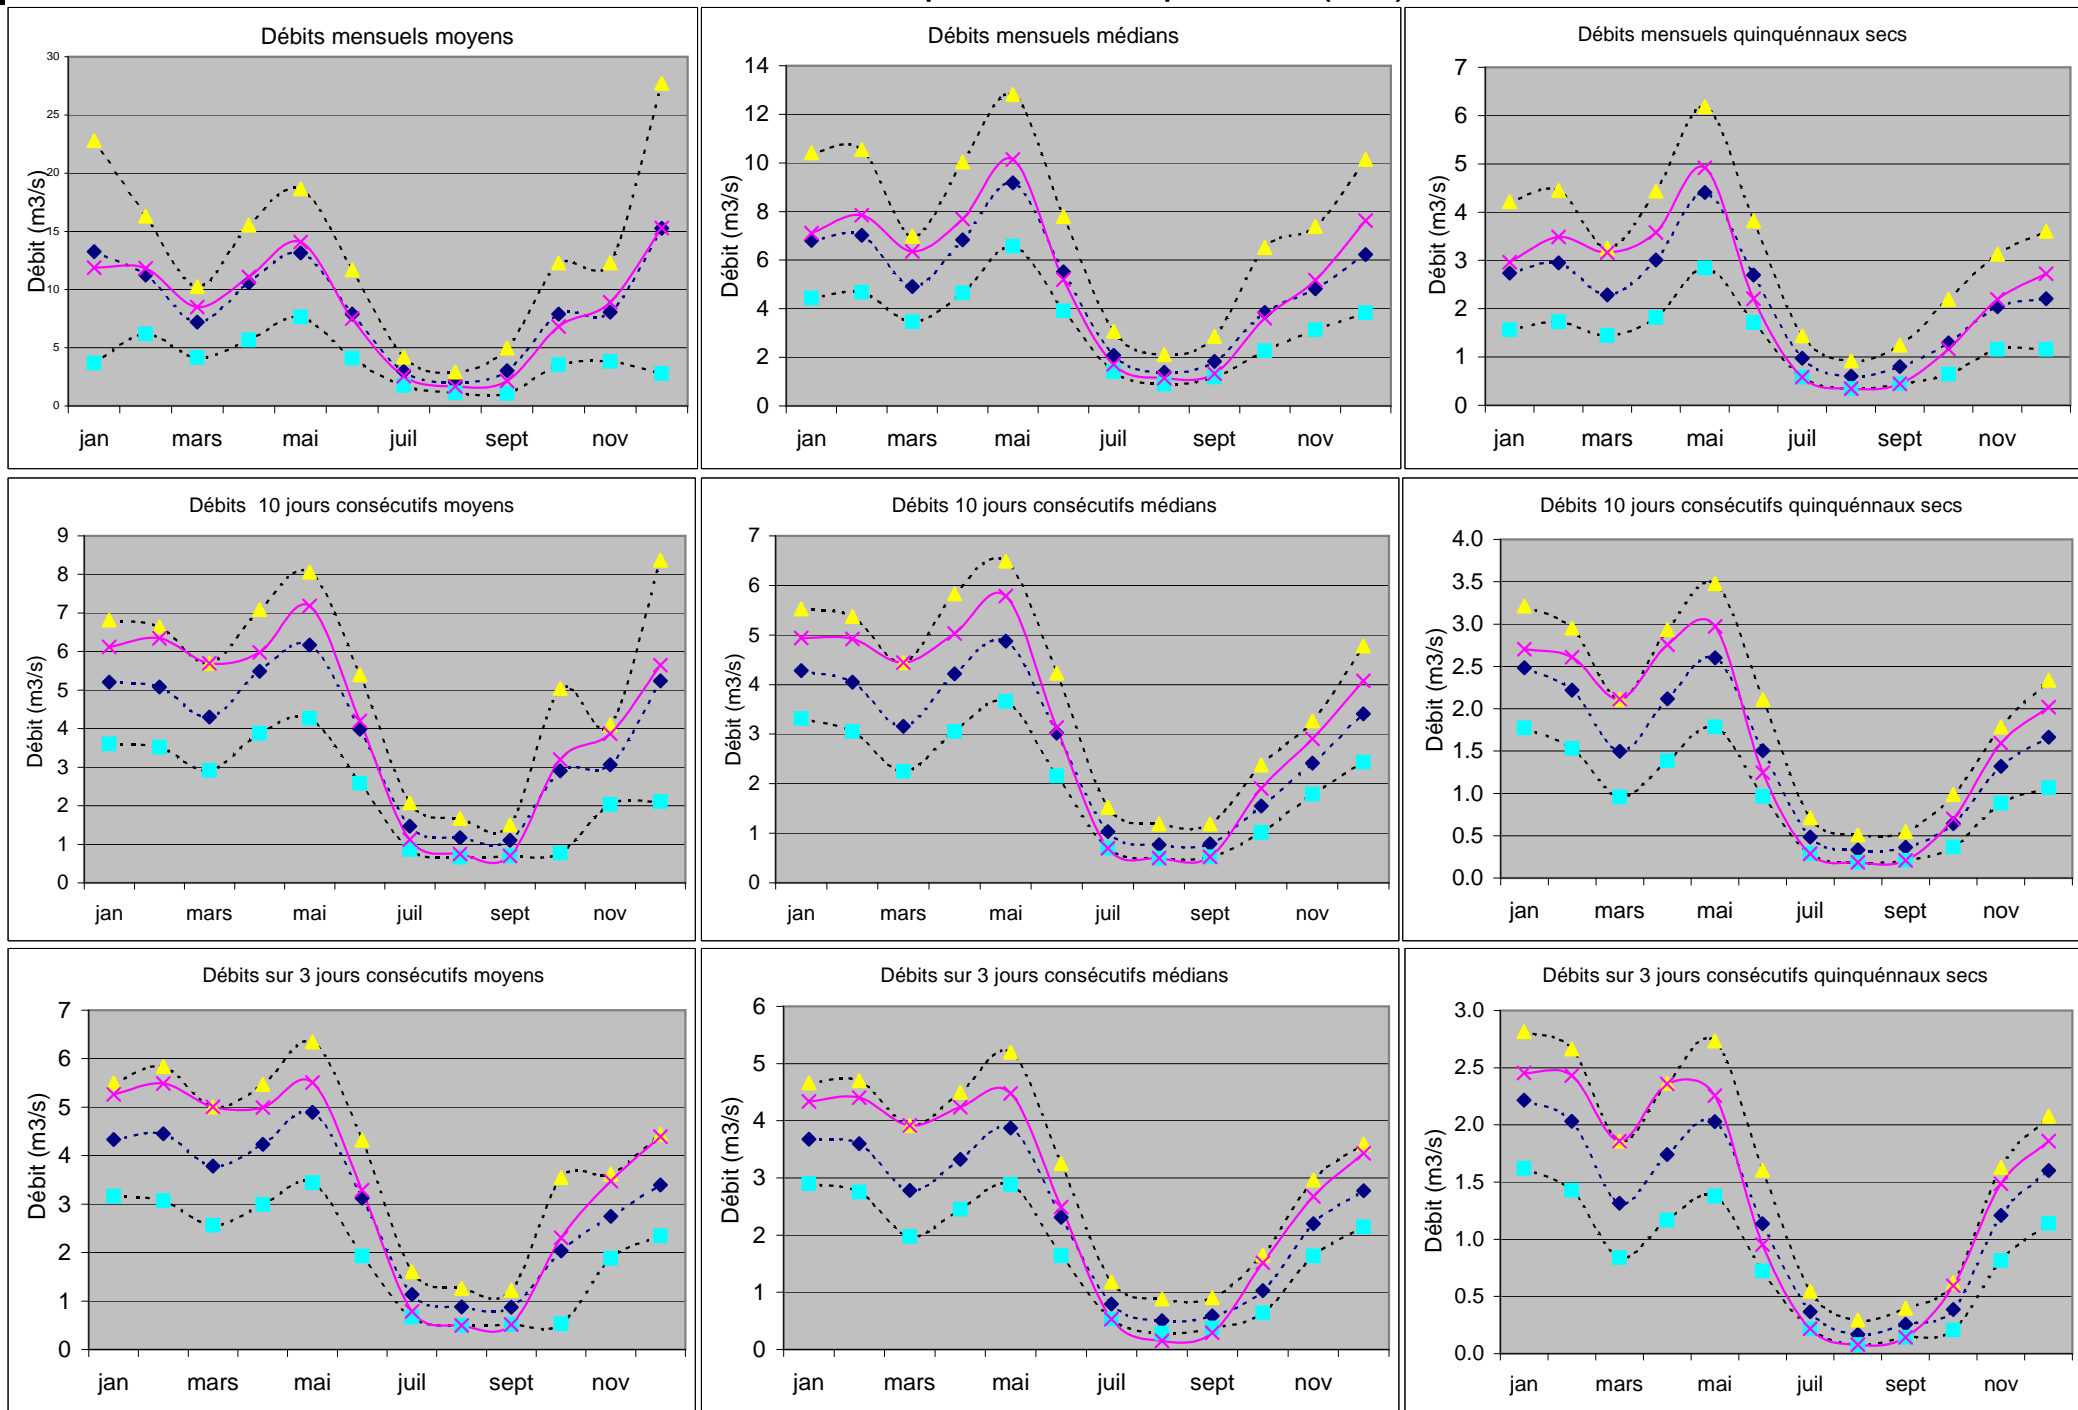 Débits mensuels moyens
Débit (m3/s)
30
25
20
15
10
5
0
jan mars mai juil sept nov
Débits mensuels médians
Débit (m3/s)
14
12
10
8
6
4
2
0
jan mars mai juil sept nov
Débits mensuels quinquénnaux secs
Débit (m3/s)
7
6
5
4
3
2
1
0
jan mars mai juil sept nov
Débits 10 jours consécutifs moyens
Débit (m3/s)
9
8
7
6
5
4
3
2
1
0
jan mars mai juil sept nov
Débits 10 jours consécutifs médians
Débit (m3/s)
7
6
5
4
3
2
1
0
jan mars mai juil sept nov
Débits 10 jours consécutifs quinquénnaux secs
Débit (m3/s)
4.0
3.5
3.0
2.5
2.0
1.5
1.0
0.5
0.0
jan mars mai juil sept nov
Débits sur 3 jours consécutifs moyens
Débit (m3/s)
7
6
5
4
3
2
1
0
jan mars mai juil sept nov
Débits sur 3 jours consécutifs médians
Débit (m3/s)
6
5
4
3
2
1
0
jan mars mai juil sept nov
Débits sur 3 jours consécutifs quinquénnaux secs
Débit (m3/s)
3.0
2.5
2.0
1.5
1.0
0.5
0.0
jan mars mai juil sept nov